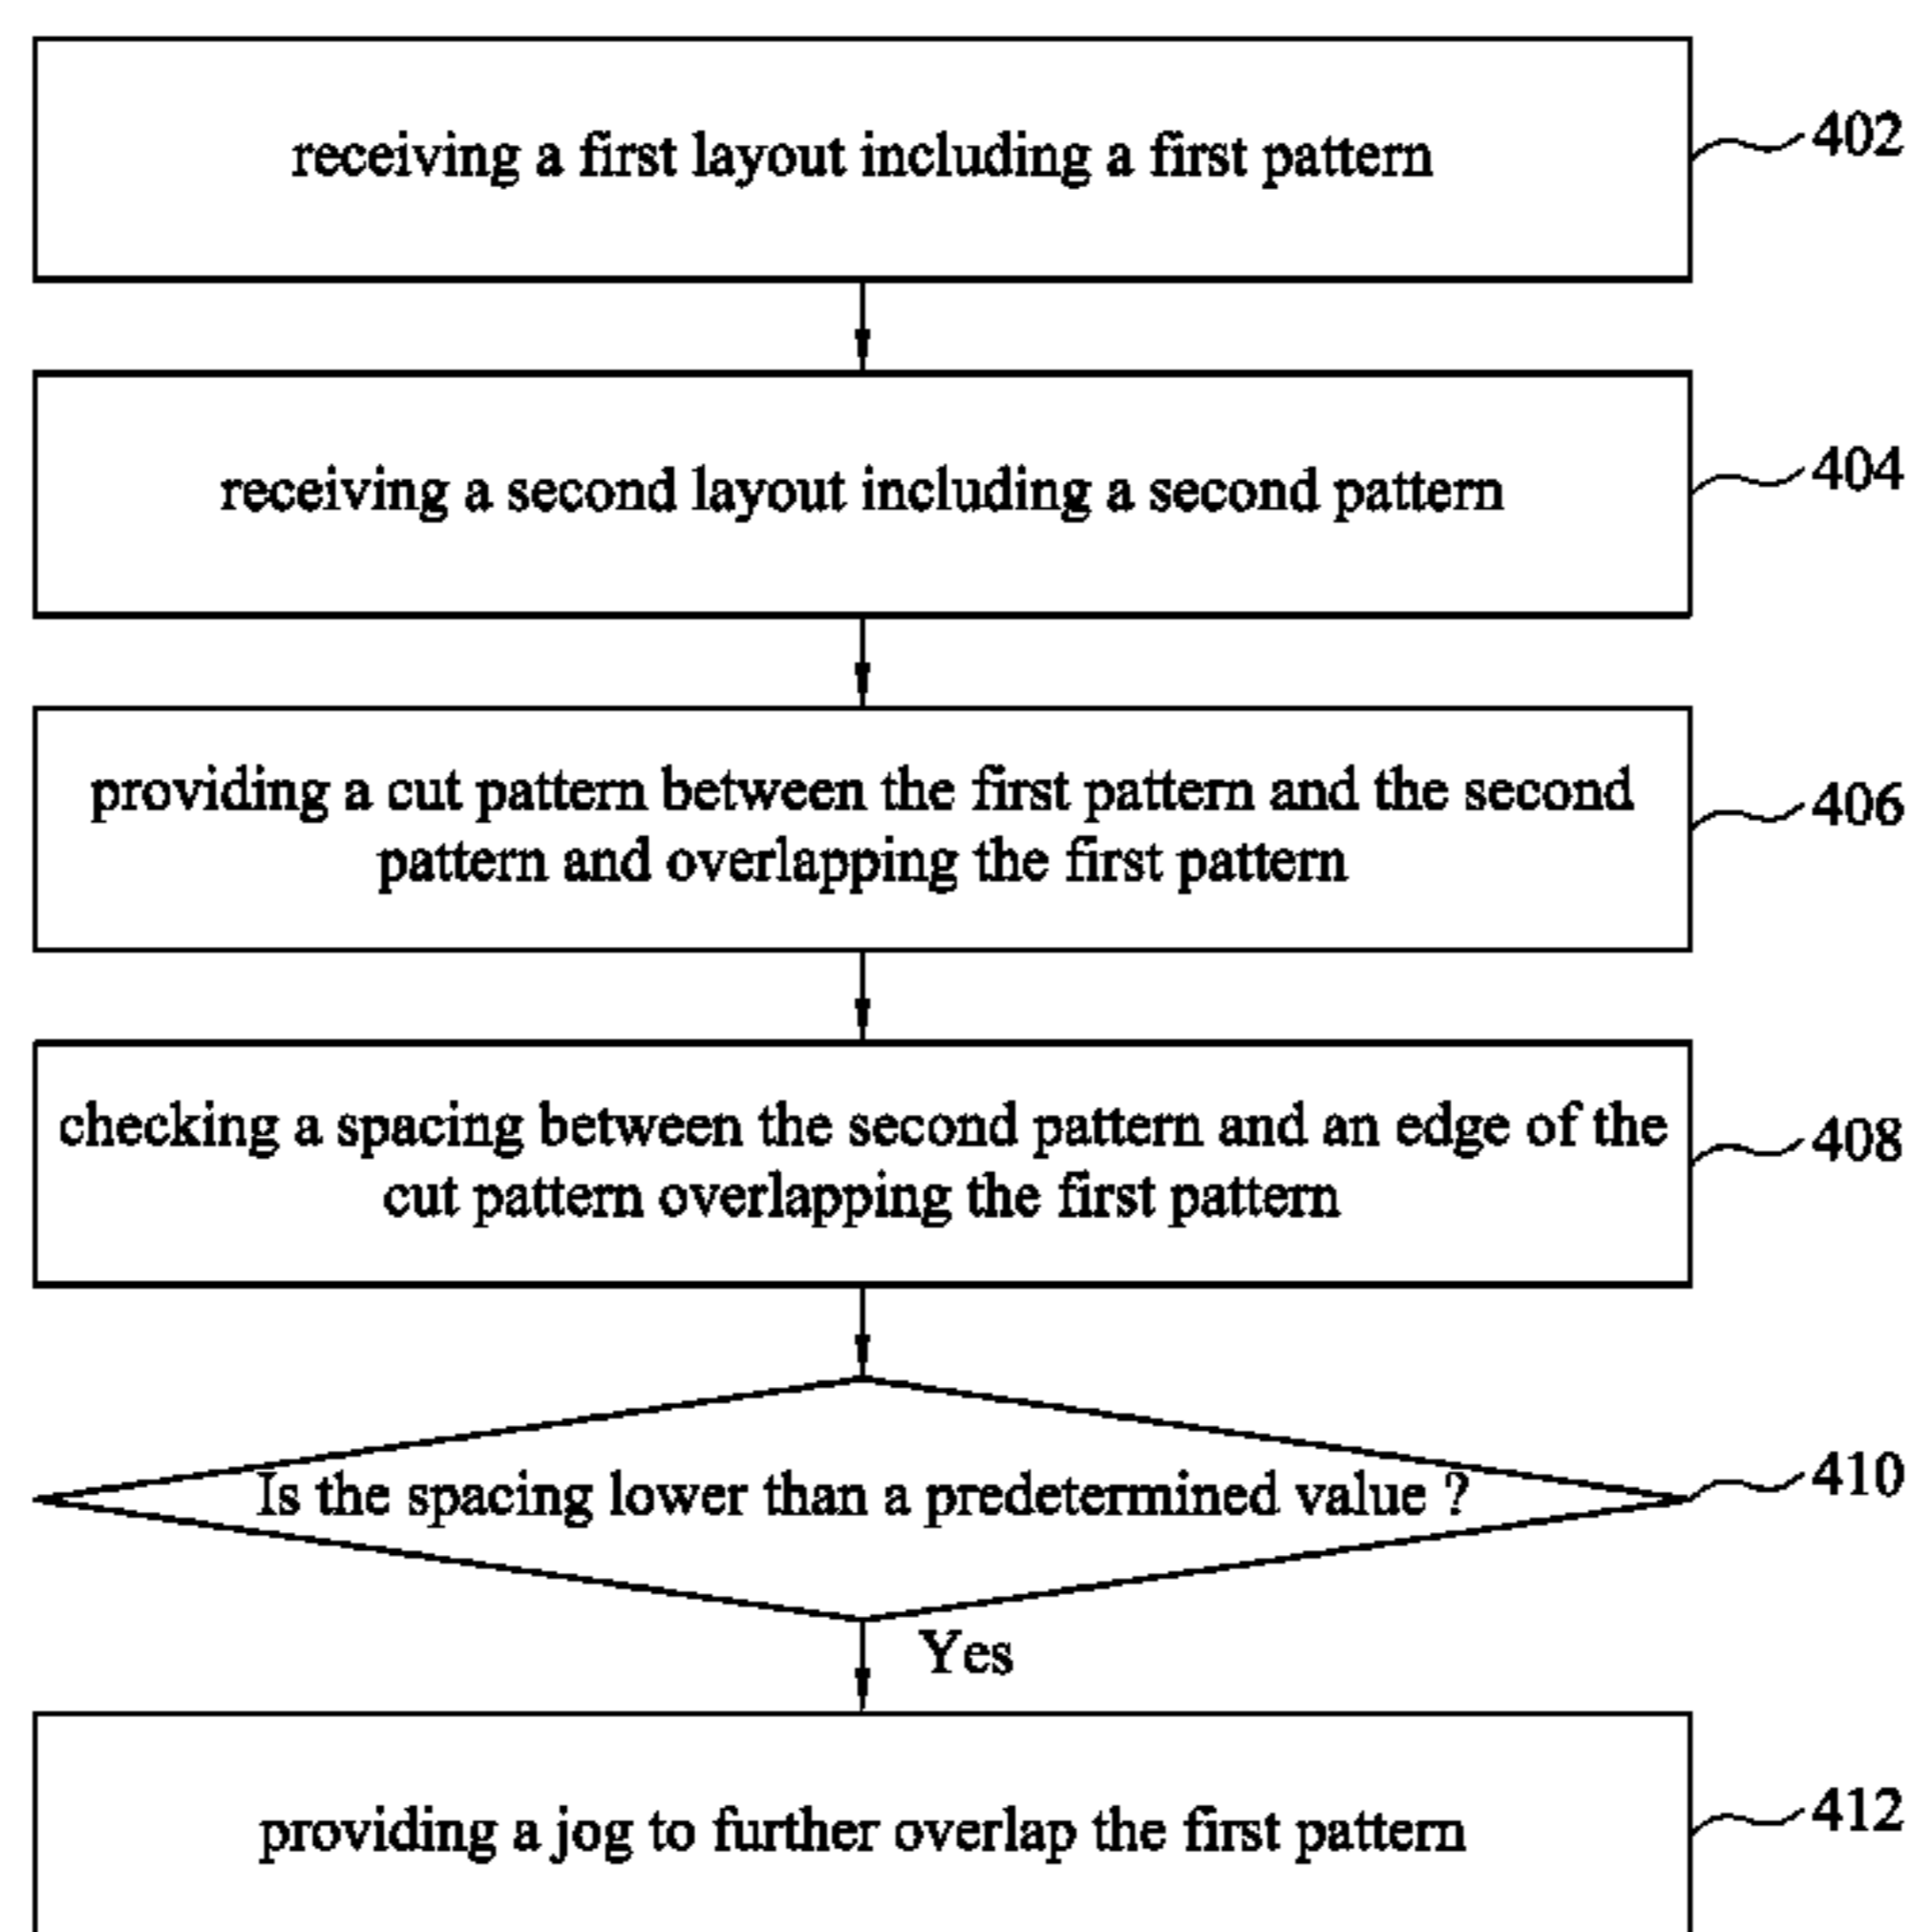 receiving a first layout including a first pattern
402
receiving a second layout including a second pattern
404
providing a cut pattern between the first pattern and the second
pattern and overlapping the first pattern
406
checking a spacing between the second pattern and an edge of the
cut pattern overlapping the first pattern
408
Is the spacing lower than a predetermined value ?
410
Yes
providing a jog to further overlap the first pattern
412